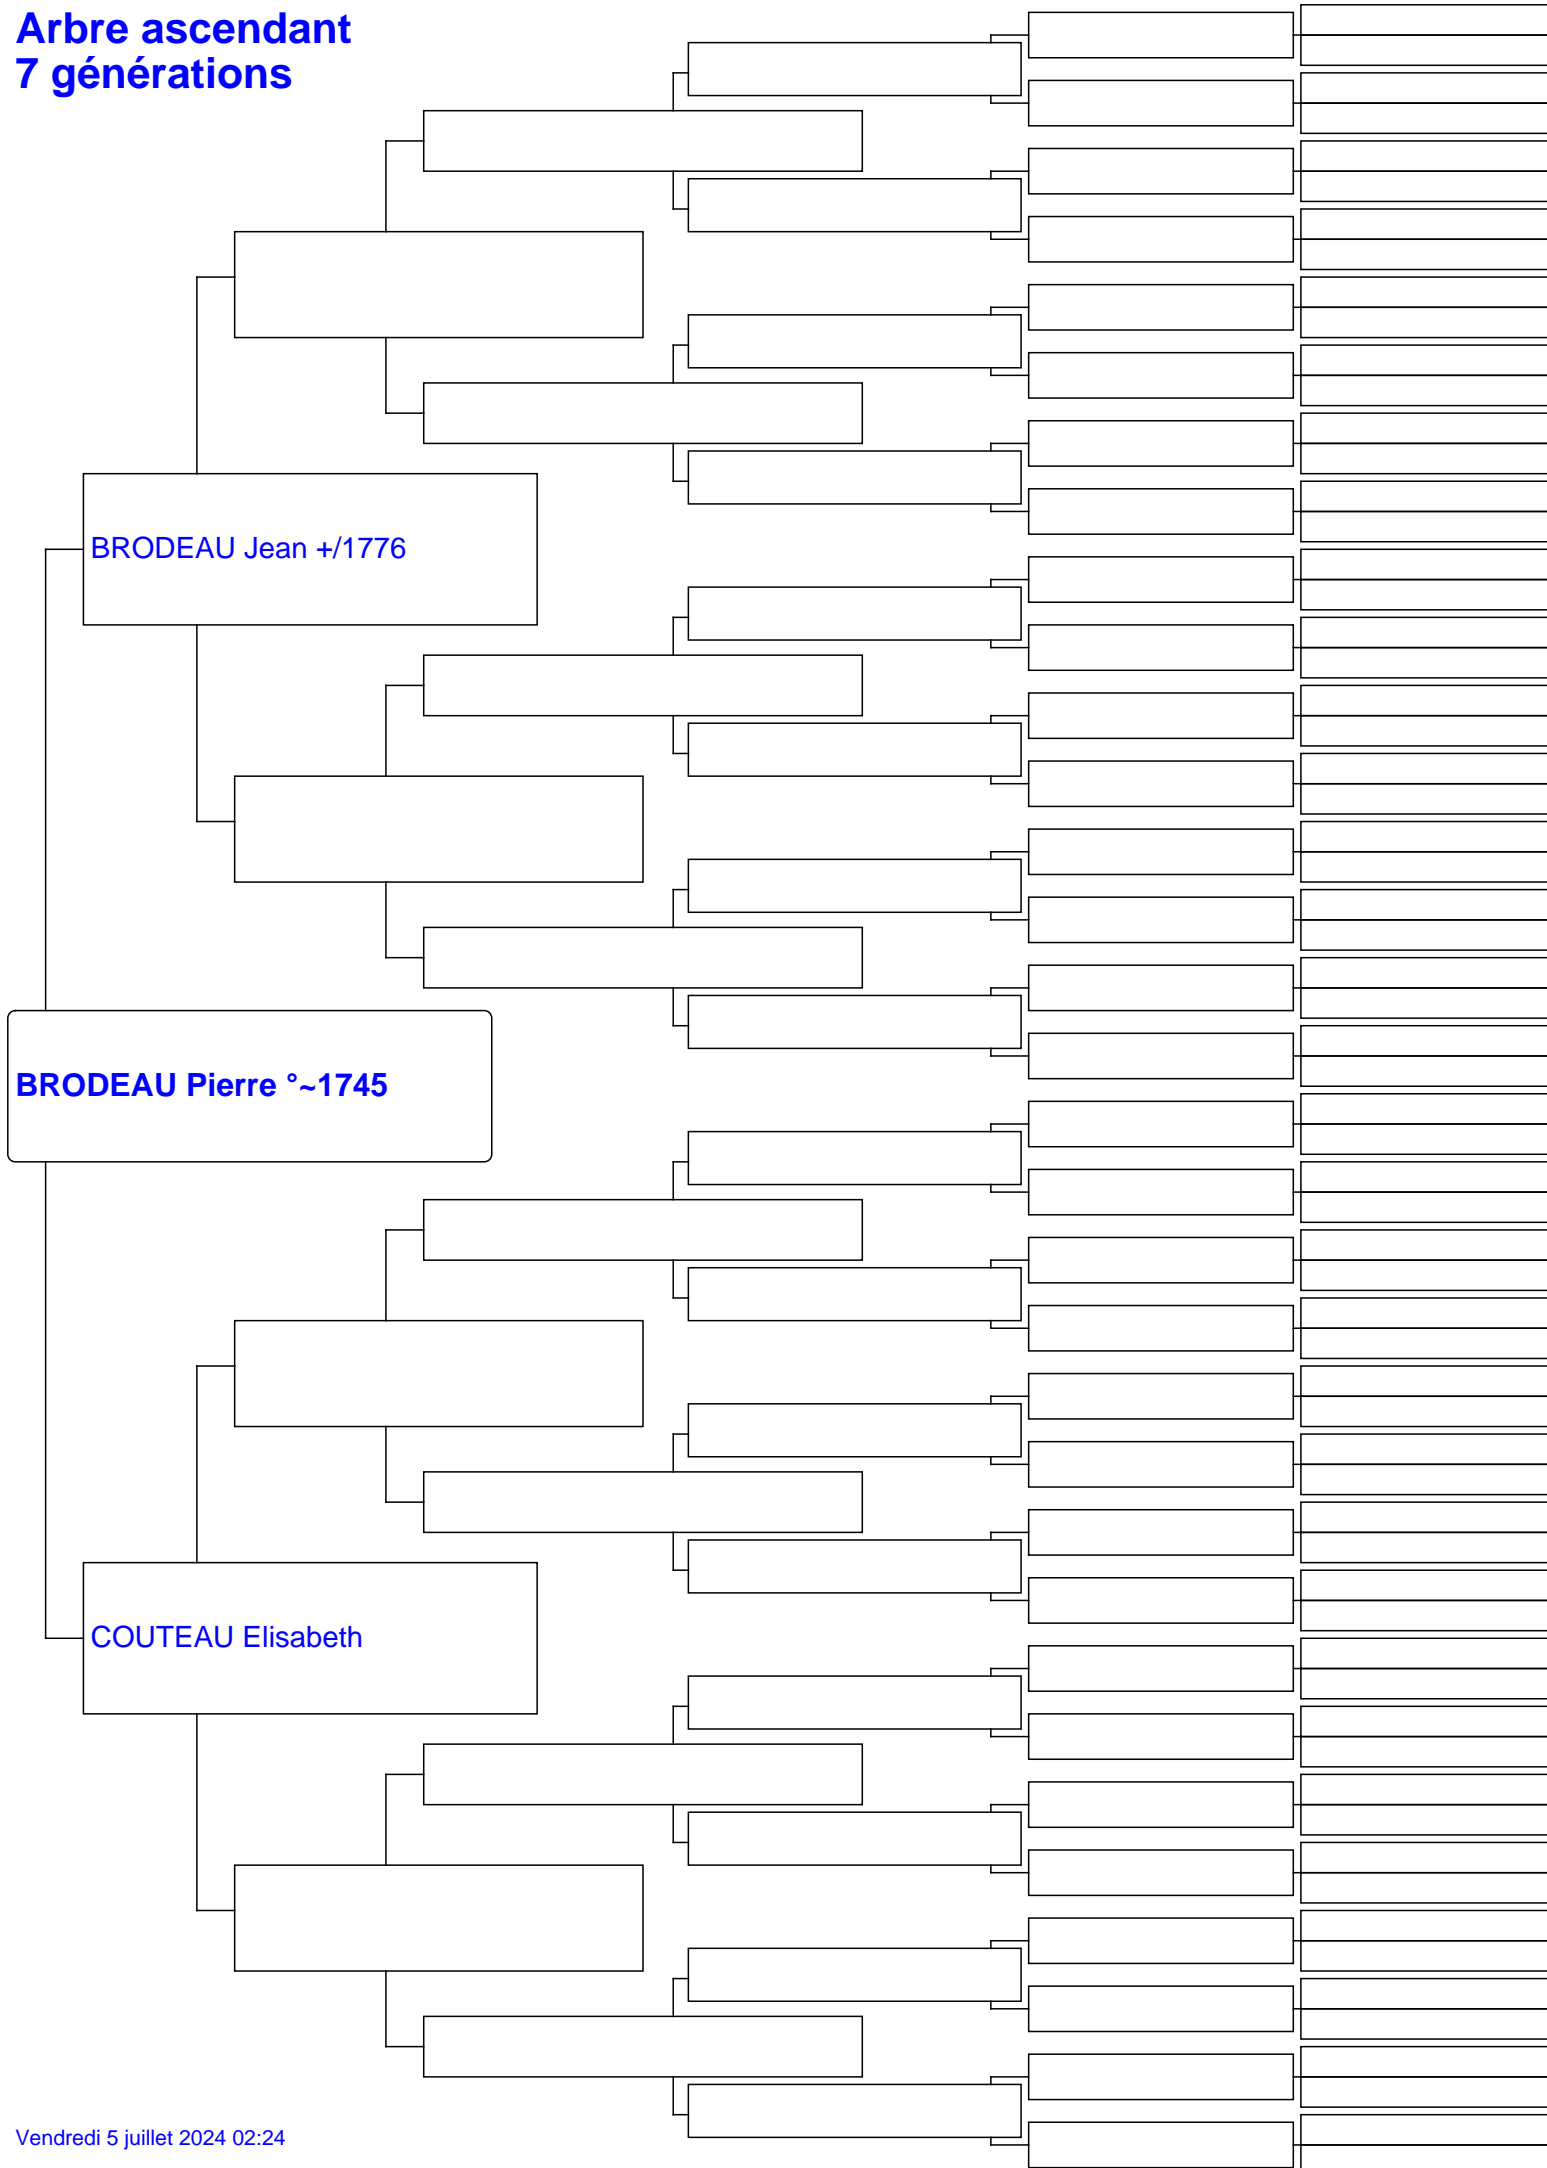 Arbre ascendant
7 générations
BRODEAU Jean +/1776
BRODEAU Pierre °~1745
COUTEAU Elisabeth
Vendredi 5 juillet 2024 02:24